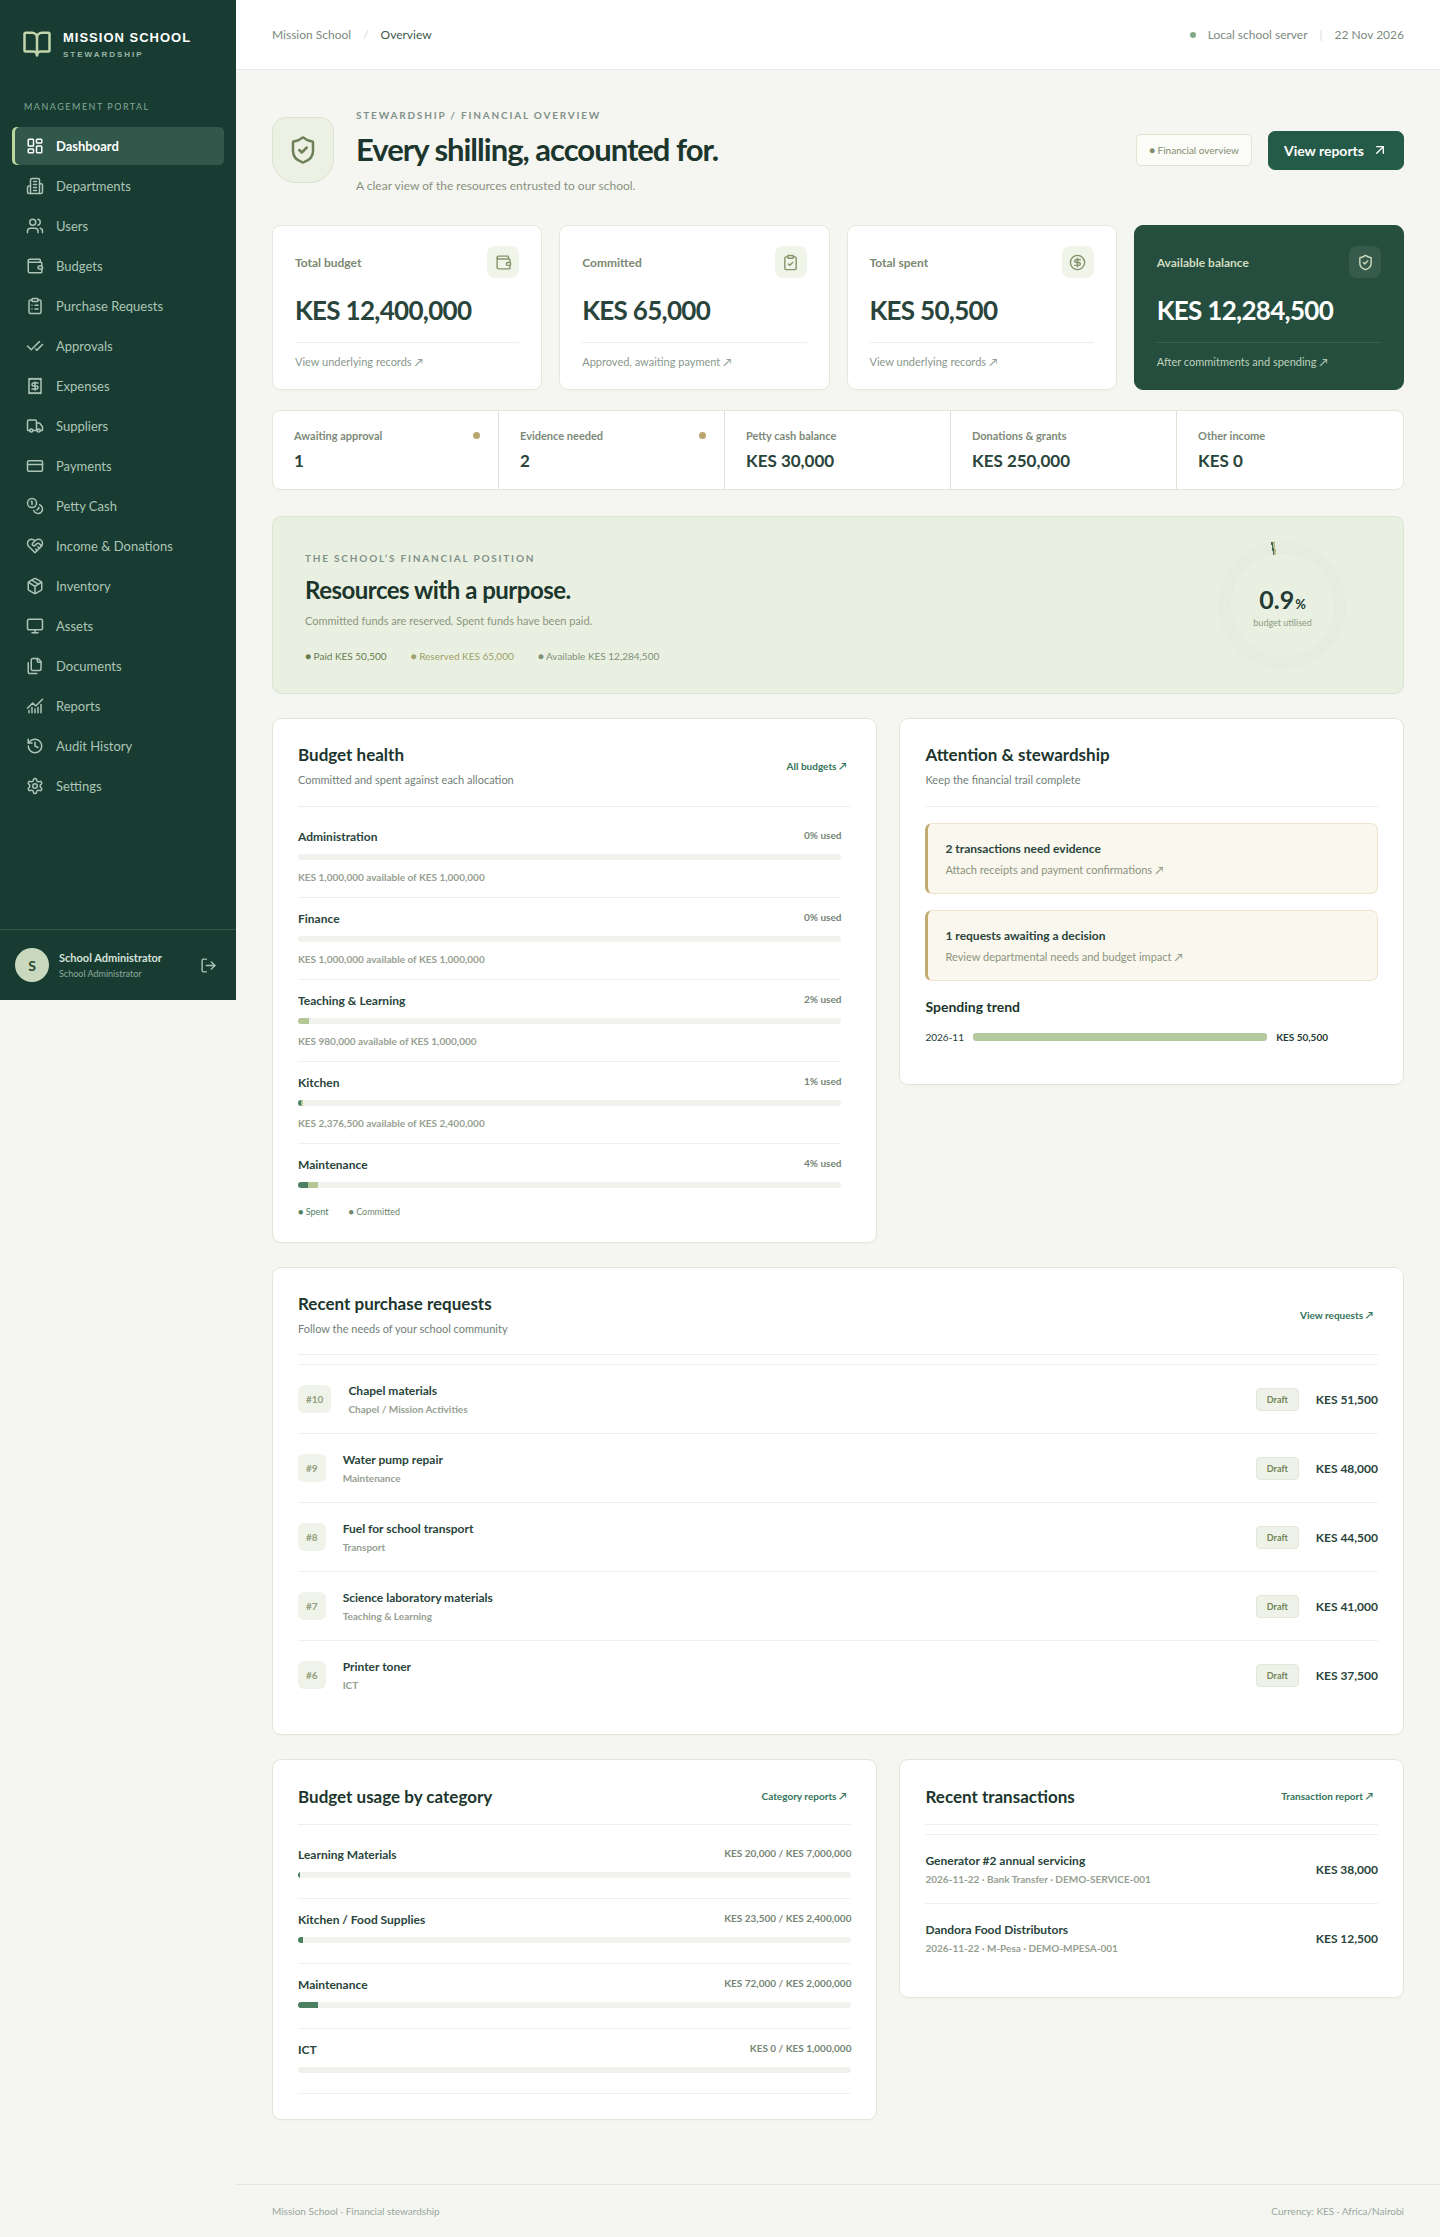 MISSION SCHOOL
STEWARDSHIP
MANAGEMENT PORTAL
Dashboard
Departments
Users
Budgets
Purchase Requests
Approvals
Expenses
Suppliers
Payments
Petty Cash
Income & Donations
Inventory
Assets
Documents
Reports
Audit History
Settings
S
School Administrator
School Administrator
Mission School / Overview
Local school server | 22 Nov 2026
STEWARDSHIP / FINANCIAL OVERVIEW
Every shilling, accounted for.
A clear view of the resources entrusted to our school.
● Financial overview
View reports ↗
Total budget
KES 12,400,000
View underlying records ↗
Committed
KES 65,000
Approved, awaiting payment ↗
Total spent
KES 50,500
View underlying records ↗
Available balance
KES 12,284,500
After commitments and spending ↗
Awaiting approval
1
Evidence needed
2
Petty cash balance
KES 30,000
Donations & grants
KES 250,000
Other income
KES 0
THE SCHOOL'S FINANCIAL POSITION
Resources with a purpose.
Committed funds are reserved. Spent funds have been paid.
● Paid KES 50,500 ● Reserved KES 65,000 ● Available KES 12,284,500
0.9%
budget utilised
Budget health
Committed and spent against each allocation
All budgets ↗
Administration 0% used
KES 1,000,000 available of KES 1,000,000
Finance 0% used
KES 1,000,000 available of KES 1,000,000
Teaching & Learning 2% used
KES 980,000 available of KES 1,000,000
Kitchen 1% used
KES 2,376,500 available of KES 2,400,000
Maintenance 4% used
● Spent ● Committed
Attention & stewardship
Keep the financial trail complete
2 transactions need evidence
Attach receipts and payment confirmations ↗
1 requests awaiting a decision
Review departmental needs and budget impact ↗
Spending trend
2026-11 KES 50,500
Recent purchase requests
Follow the needs of your school community
View requests ↗
#10 Chapel materials Draft KES 51,500
Chapel / Mission Activities
#9 Water pump repair Draft KES 48,000
Maintenance
#8 Fuel for school transport Draft KES 44,500
Transport
#7 Science laboratory materials Draft KES 41,000
Teaching & Learning
#6 Printer toner Draft KES 37,500
ICT
Budget usage by category Category reports ↗
Learning Materials KES 20,000 / KES 7,000,000
Kitchen / Food Supplies KES 23,500 / KES 2,400,000
Maintenance KES 72,000 / KES 2,000,000
ICT KES 0 / KES 1,000,000
Recent transactions Transaction report ↗
Generator #2 annual servicing KES 38,000
2026-11-22 · Bank Transfer · DEMO-SERVICE-001
Dandora Food Distributors KES 12,500
2026-11-22 · M-Pesa · DEMO-MPESA-001
Mission School · Financial stewardship
Currency: KES · Africa/Nairobi